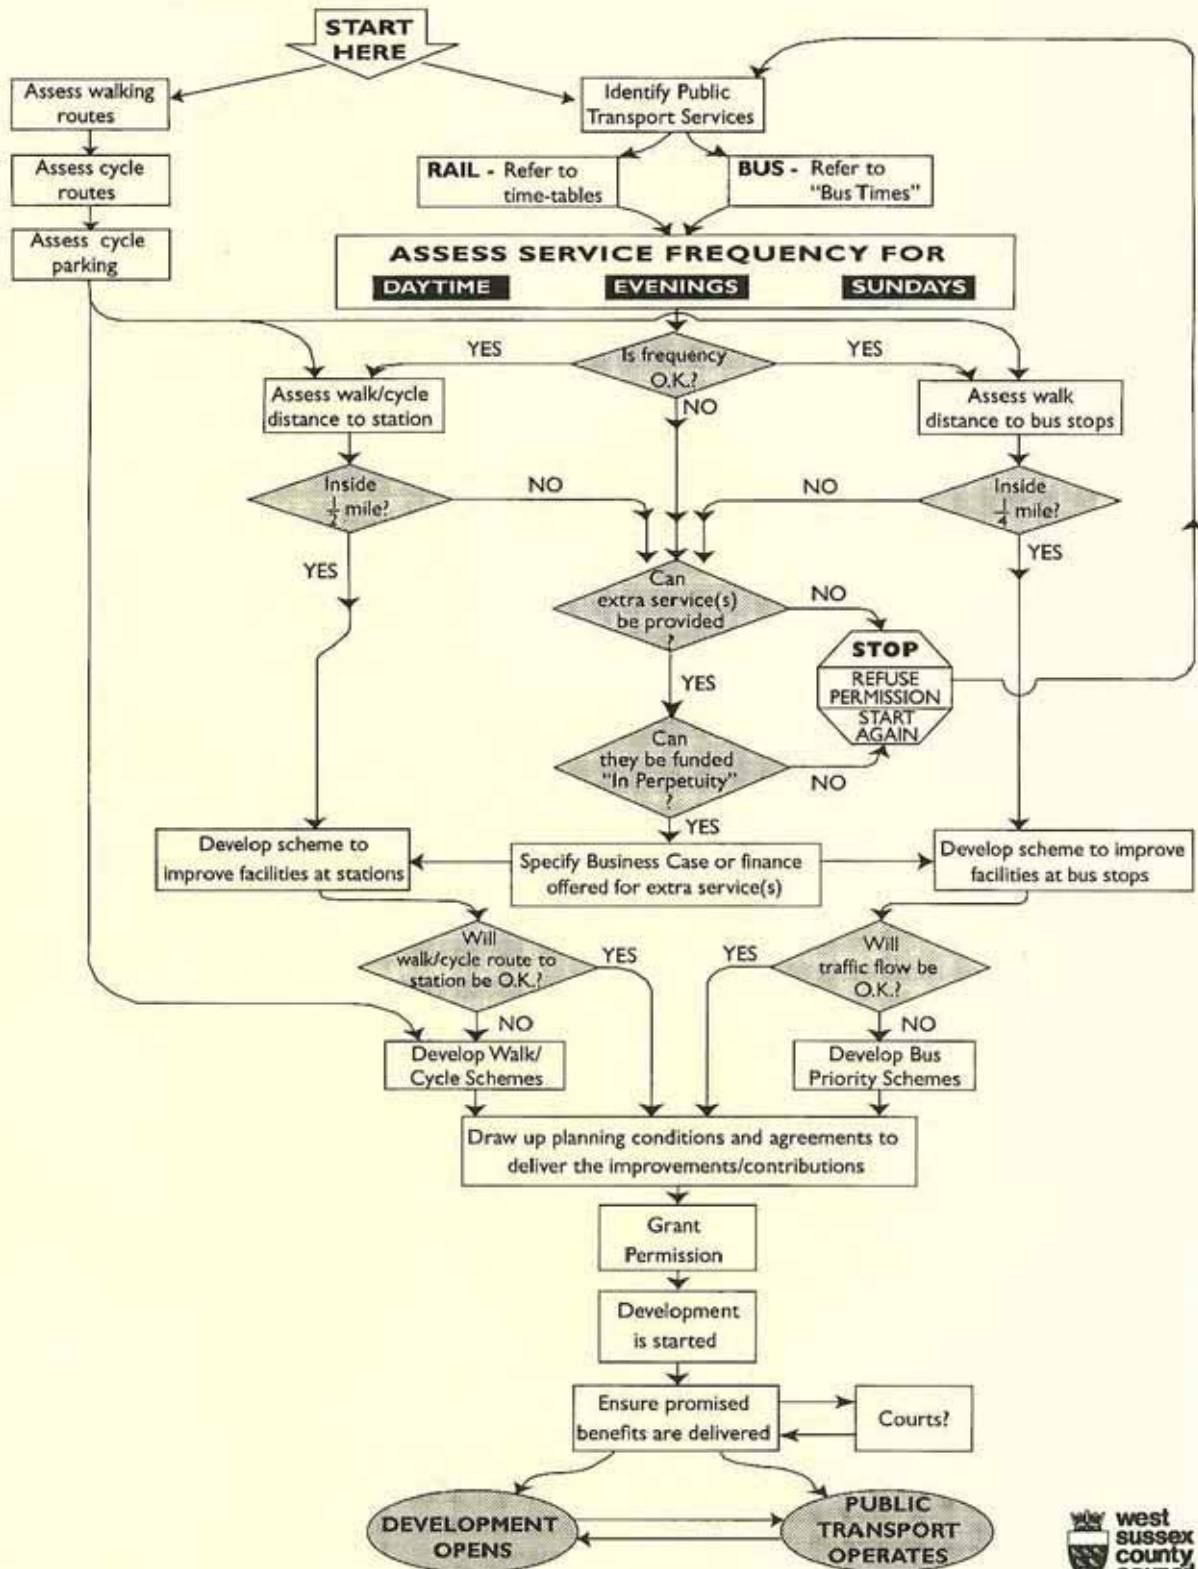 START
HERE
Assess walking
routes
Identify Public
Transport Services
Assess cycle
routes
RAIL - Refer to
time-tables
BUS - Refer to
"Bus Times"
Assess cycle
parking
ASSESS SERVICE FREQUENCY FOR
DAYTIME EVENINGS SUNDAYS
YES
Is frequency
O.K.?
YES
NO
Assess walk/cycle
distance to station
Assess walk
distance to bus stops
Inside
½ mile?
NO
NO
Inside
¼ mile?
YES
YES
Can
extra service(s)
be provided
?
NO
STOP
REFUSE
PERMISSION
START
AGAIN
YES
Can
they be funded
"In Perpetuity"
?
NO
YES
Develop scheme to
improve facilities at stations
Specify Business Case or finance
offered for extra service(s)
Develop scheme to improve
facilities at bus stops
Will
walk/cycle route to
station be O.K.?
YES
YES
Will
traffic flow be
O.K.?
NO
NO
Develop Walk/
Cycle Schemes
Develop Bus
Priority Schemes
Draw up planning conditions and agreements to
deliver the improvements/contributions
Grant
Permission
Development
is started
Ensure promised
benefits are delivered
Courts?
DEVELOPMENT
OPENS
PUBLIC
TRANSPORT
OPERATES
west
sussex
county